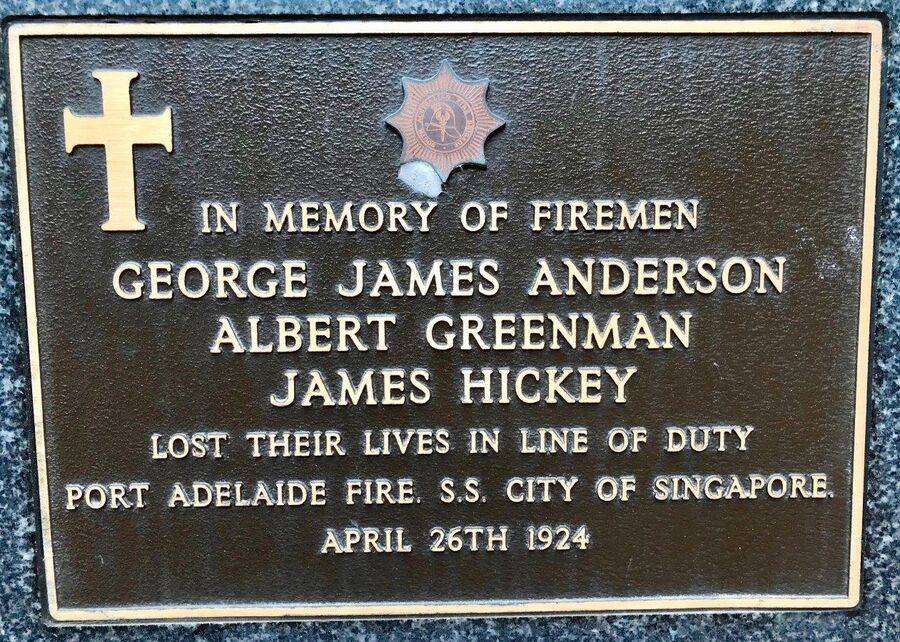 IN MEMORY OF FIREMEN
GEORGE JAMES ANDERSON
ALBERT GREENMAN
JAMES HICKEY
LOST THEIR LIVES IN LINE OF DUTY
PORT ADELAIDE FIRE. S.S. CITY OF SINGAPORE.
APRIL 26TH 1924